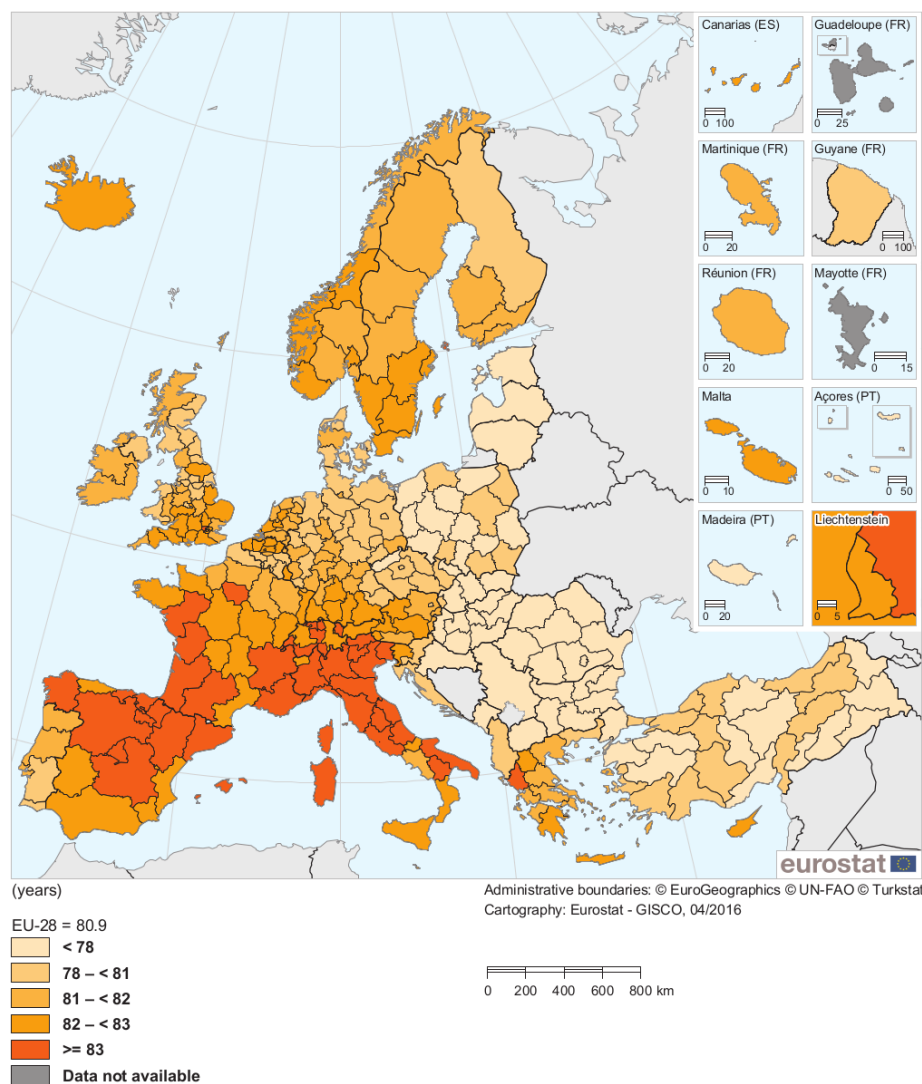 Canarias (ES)
0 100
Guadeloupe (FR)
0 25
Martinique (FR)
0 20
Guyane (FR)
0 100
Réunion (FR)
0 20
Mayotte (FR)
0 15
Malta
0 10
Açores (PT)
0 50
Madeira (PT)
0 20
Liechtenstein
0 5
eurostat
(years)
Administrative boundaries: © EuroGeographics © UN-FAO © Turkstat
Cartography: Eurostat - GISCO, 04/2016
EU-28 = 80.9
< 78
78 – < 81
81 – < 82
82 – < 83
>= 83
Data not available
0 200 400 600 800 km